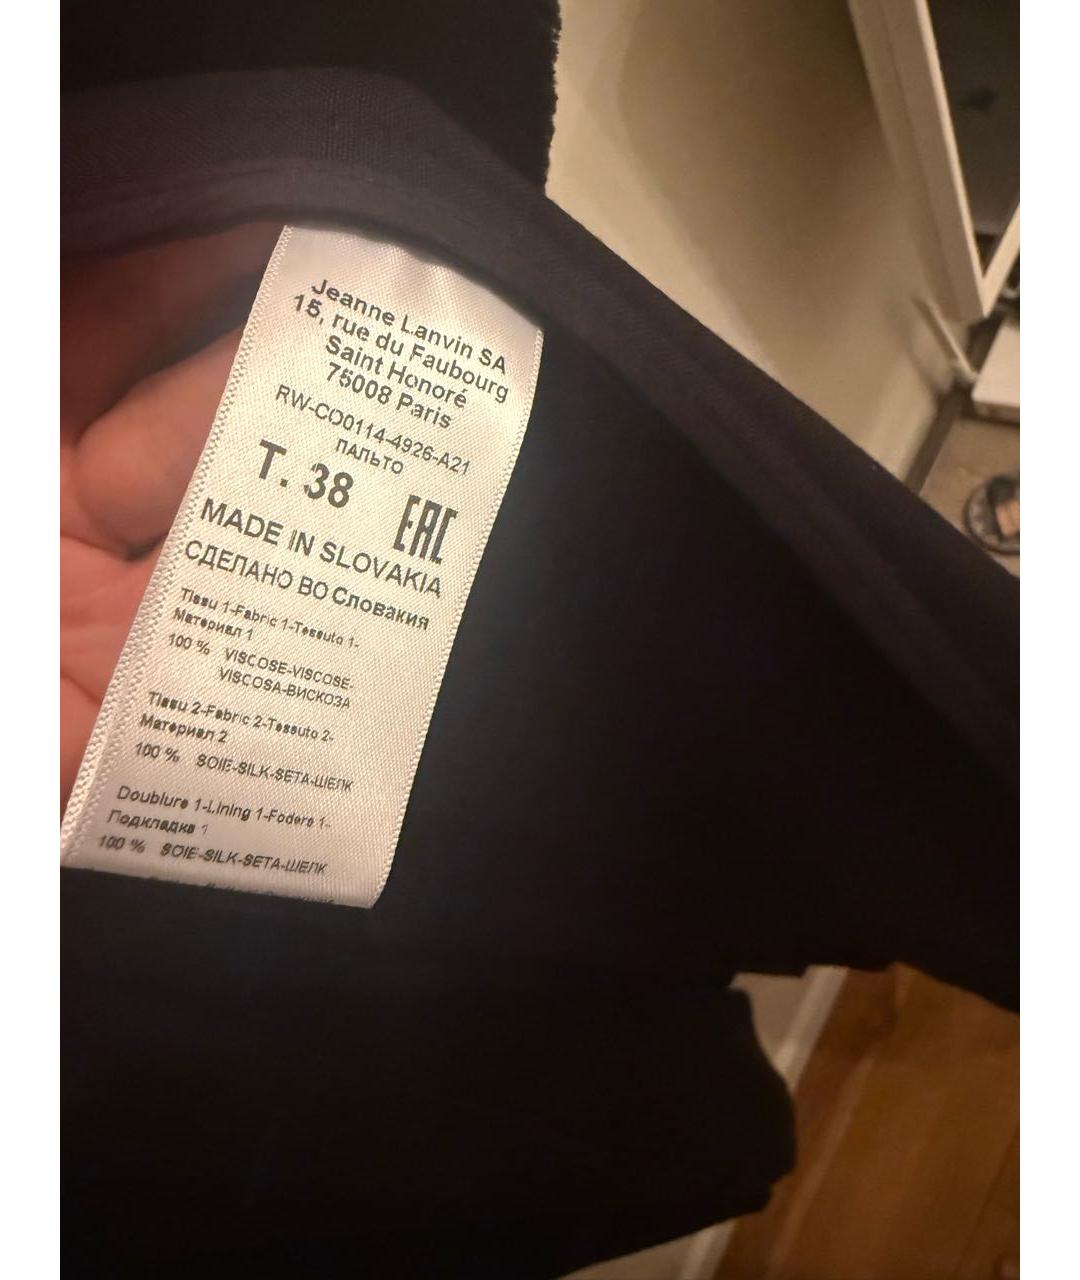 Jeanne Lanvin SA
15, rue du Faubourg
Saint Honoré
75008 Paris
RW-CO0114-4926-A21
ПАЛЬТО
T. 38
EAC
MADE IN SLOVAKIA
СДЕЛАНО ВО Словакия
Tissu 1-Fabric 1-Tessuto 1-
Материал 1
100 % VISCOSE-VISCOSE-
VISCOSA-ВИСКОЗА
Tissu 2-Fabric 2-Tessuto 2-
Материал 2
100 % SOIE-SILK-SETA-ШЕЛК
Doublure 1-Lining 1-Fodera 1-
Подкладка 1
100 % SOIE-SILK-SETA-ШЕЛК